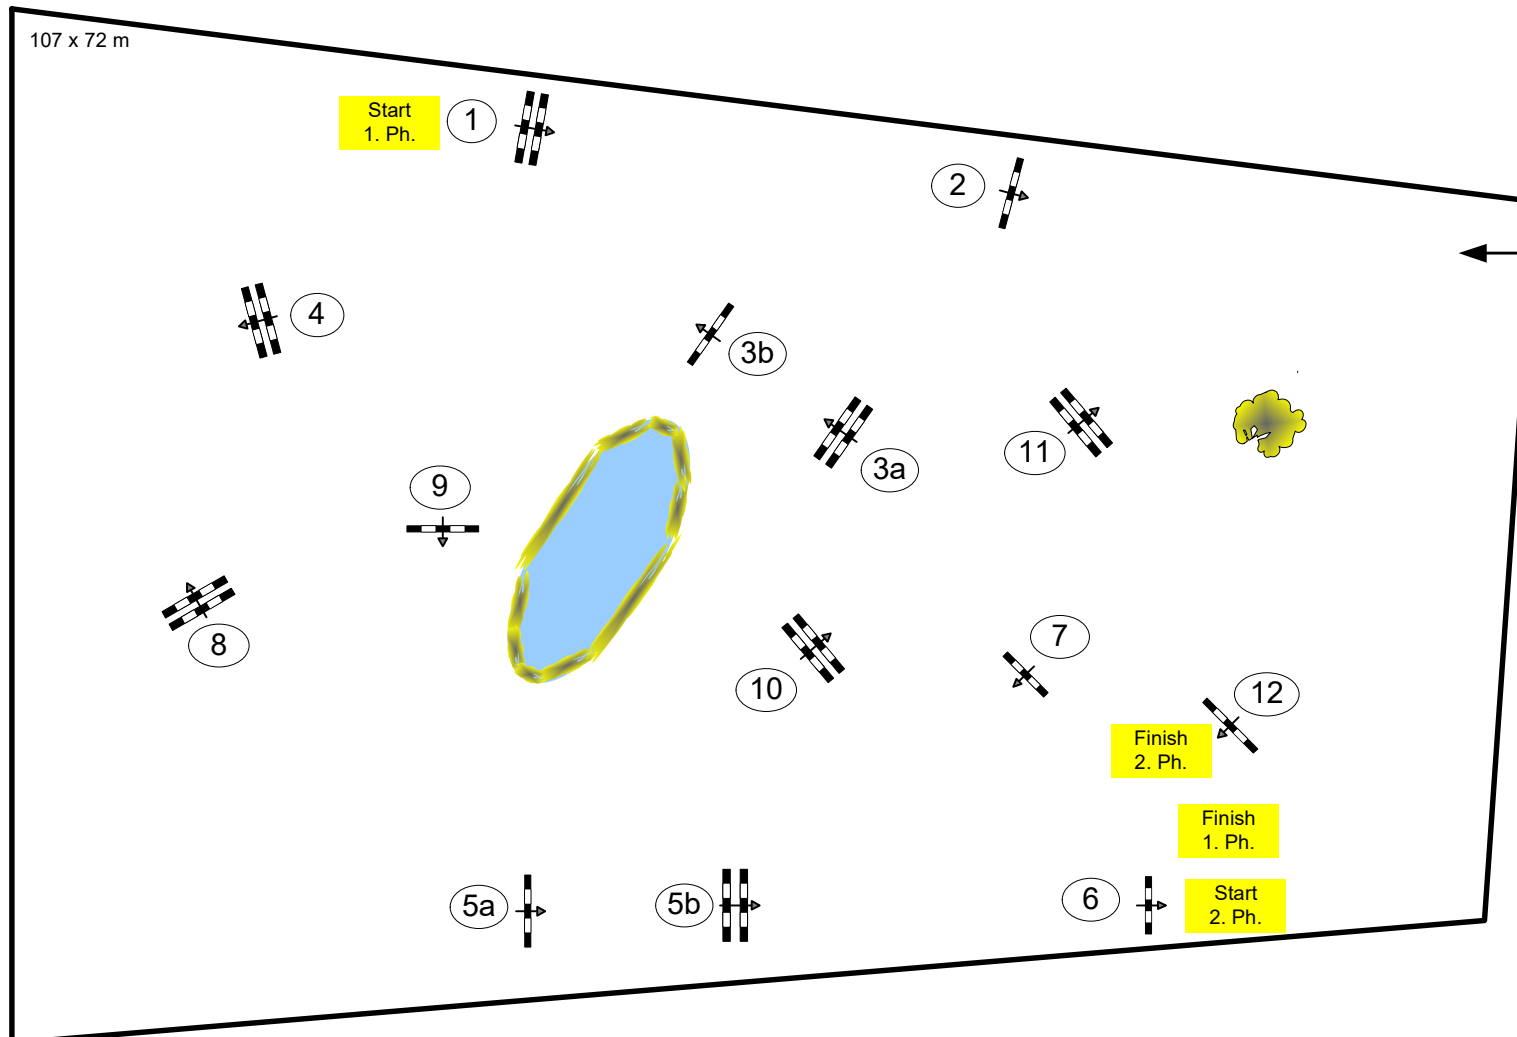 107 x 72 m
Start
1. Ph.
1
2
4
3b
3a
11
9
8
7
10
12
Finish
2. Ph.
Finish
1. Ph.
5a
5b
6
Start
2. Ph.